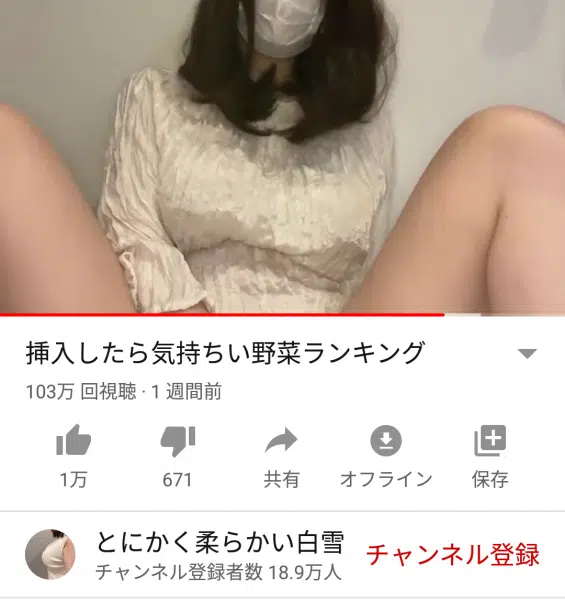 挿入したら気持ちい野菜ランキング
103万 回視聴 · 1 週間前
1万
671
共有
オフライン
保存
とにかく柔らかい白雪
チャンネル登録者数 18.9万人
チャンネル登録